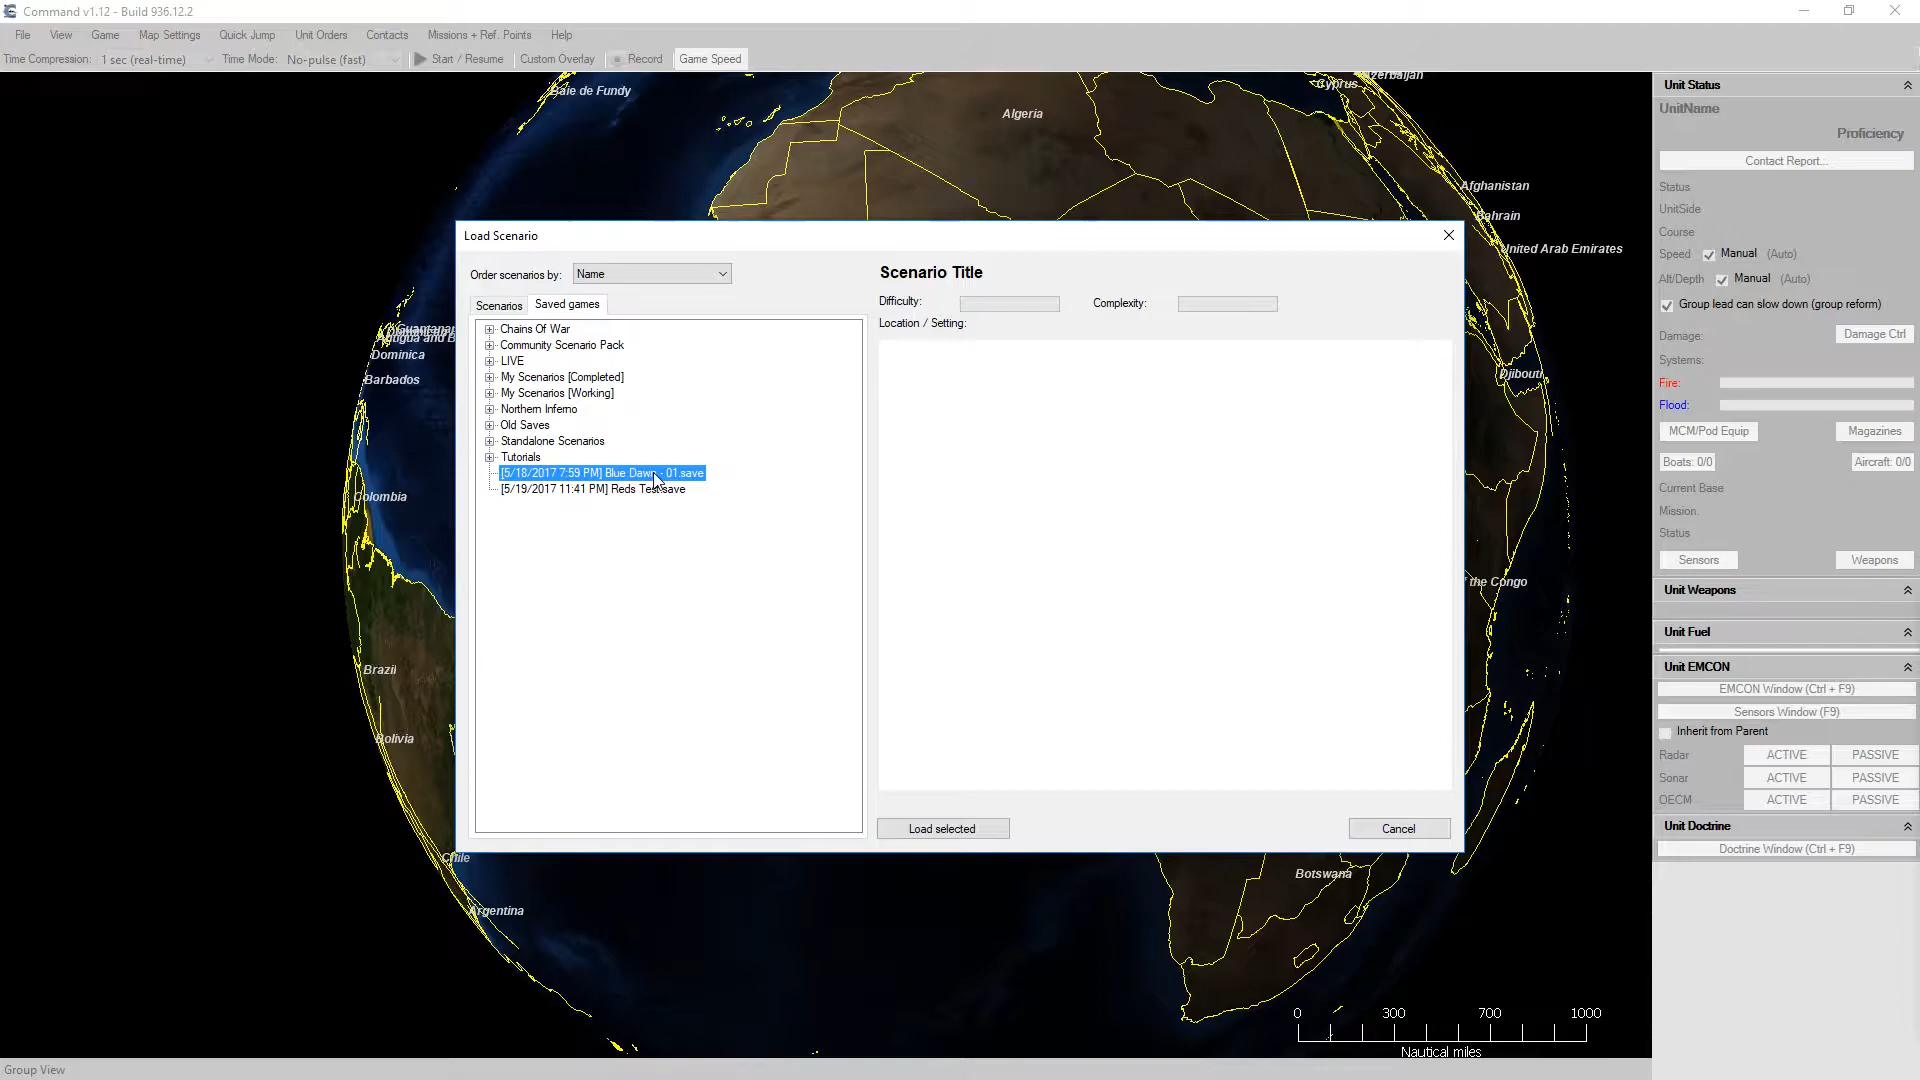 Command v1.12 - Build 936.12.2
File View Game Map Settings Quick Jump Unit Orders Contacts Missions + Ref. Points Help
Time Compression: 1 sec (real-time) Time Mode: No-pulse (fast) Start / Resume Custom Overlay Record Game Speed
Baie de Fundy
Algeria
Cyprus
Afghanistan
Bahrain
United Arab Emirates
Dominica
Barbados
Djibouti
Colombia
the Congo
Brazil
Bolivia
Chile
Argentina
Botswana
Load Scenario
Order scenarios by: Name
Scenarios Saved games
Chains Of War
Community Scenario Pack
LIVE
My Scenarios [Completed]
My Scenarios [Working]
Northern Inferno
Old Saves
Standalone Scenarios
Tutorials
[5/18/2017 7:59 PM] Blue Dawn - 01.save
[5/19/2017 11:41 PM] Reds Test.save
Scenario Title
Difficulty: Complexity:
Location / Setting:
Load selected Cancel
Unit Status
UnitName
Proficiency
Contact Report...
Status
UnitSide
Course
Speed Manual (Auto)
Alt/Depth Manual (Auto)
Group lead can slow down (group reform)
Damage: Damage Ctrl
Systems:
Fire:
Flood:
MCM/Pod Equip Magazines
Boats: 0/0 Aircraft: 0/0
Current Base
Mission.
Status
Sensors Weapons
Unit Weapons
Unit Fuel
Unit EMCON
EMCON Window (Ctrl + F9)
Sensors Window (F9)
Inherit from Parent
Radar ACTIVE PASSIVE
Sonar ACTIVE PASSIVE
OECM ACTIVE PASSIVE
Unit Doctrine
Doctrine Window (Ctrl + F9)
0 300 700 1000
Nautical miles
Group View